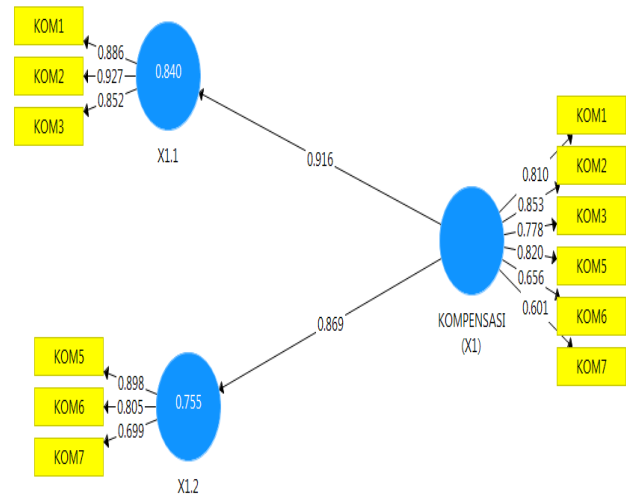 KOM1
0.886
KOM2
0.927
KOM3
0.852
0.840
X1.1
0.916
KOM1
0.810
KOM2
0.853
KOM3
0.778
KOM5
0.820
KOM6
0.656
KOM7
0.601
KOMPENSASI
(X1)
0.869
KOM5
0.898
KOM6
0.805
KOM7
0.699
0.755
X1.2